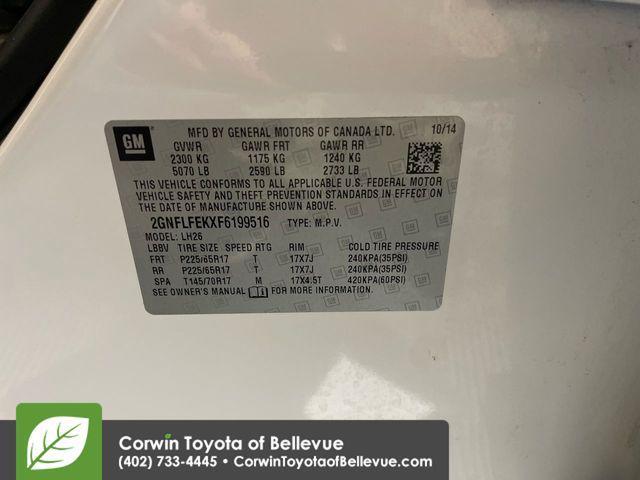 GM
MFD BY GENERAL MOTORS OF CANADA LTD. 10/14
GVWR GAWR FRT GAWR RR
2300 KG 1175 KG 1240 KG
5070 LB 2590 LB 2733 LB
THIS VEHICLE CONFORMS TO ALL APPLICABLE U.S. FEDERAL MOTOR
VEHICLE SAFETY AND THEFT PREVENTION STANDARDS IN EFFECT ON
THE DATE OF MANUFACTURE SHOWN ABOVE.
2GNFLFEKXF6199516 TYPE: M.P.V.
MODEL: LH26
LBBV TIRE SIZE SPEED RTG RIM COLD TIRE PRESSURE
FRT P225/65R17 T 17X7J 240KPA(35PSI)
RR P225/65R17 T 17X7J 240KPA(35PSI)
SPA T145/70R17 M 17X4.5T 420KPA(60PSI)
SEE OWNER'S MANUAL FOR MORE INFORMATION.
Corwin Toyota of Bellevue
(402) 733-4445 • CorwinToyotaofBellevue.com